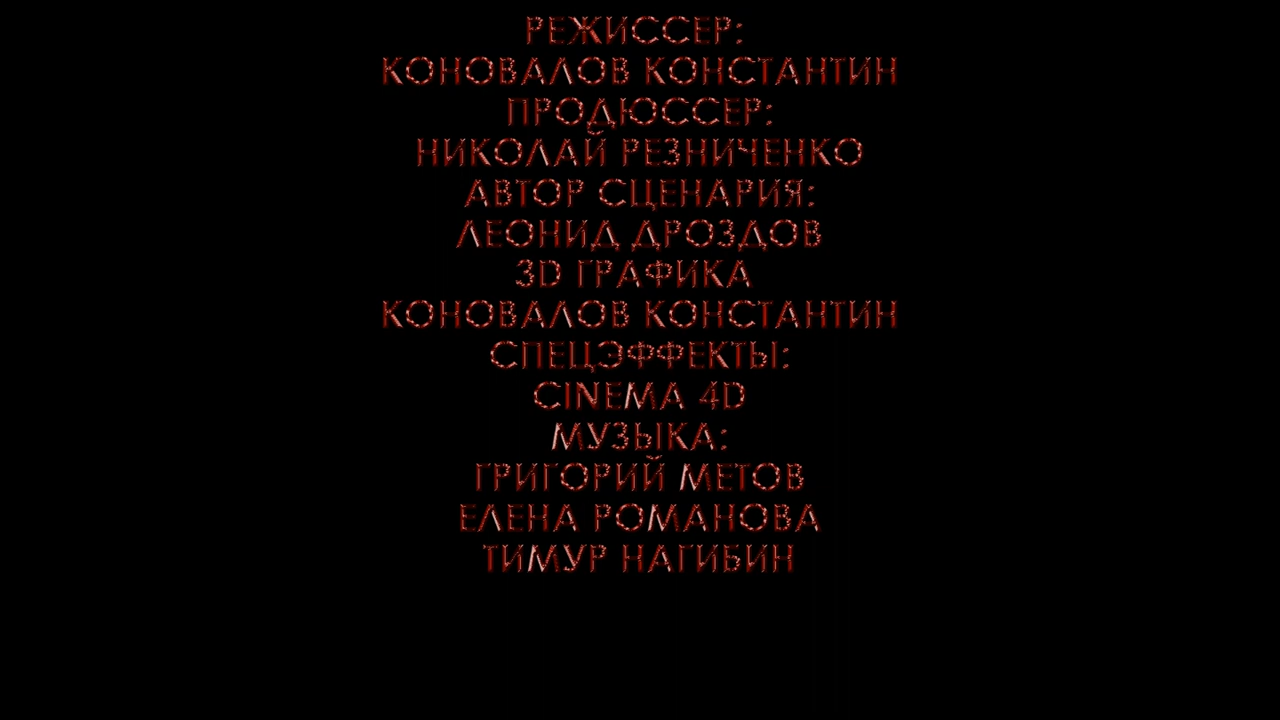 РЕЖИССЕР:
КОНОВАЛОВ КОНСТАНТИН
ПРОДЮССЕР:
НИКОЛАЙ РЕЗНИЧЕНКО
АВТОР СЦЕНАРИЯ:
ЛЕОНИД ДРОЗДОВ
3D ГРАФИКА
КОНОВАЛОВ КОНСТАНТИН
СПЕЦЭФФЕКТЫ:
CINEMA 4D
МУЗЫКА:
ГРИГОРИЙ МЕТОВ
ЕЛЕНА РОМАНОВА
ТИМУР НАГИБИН